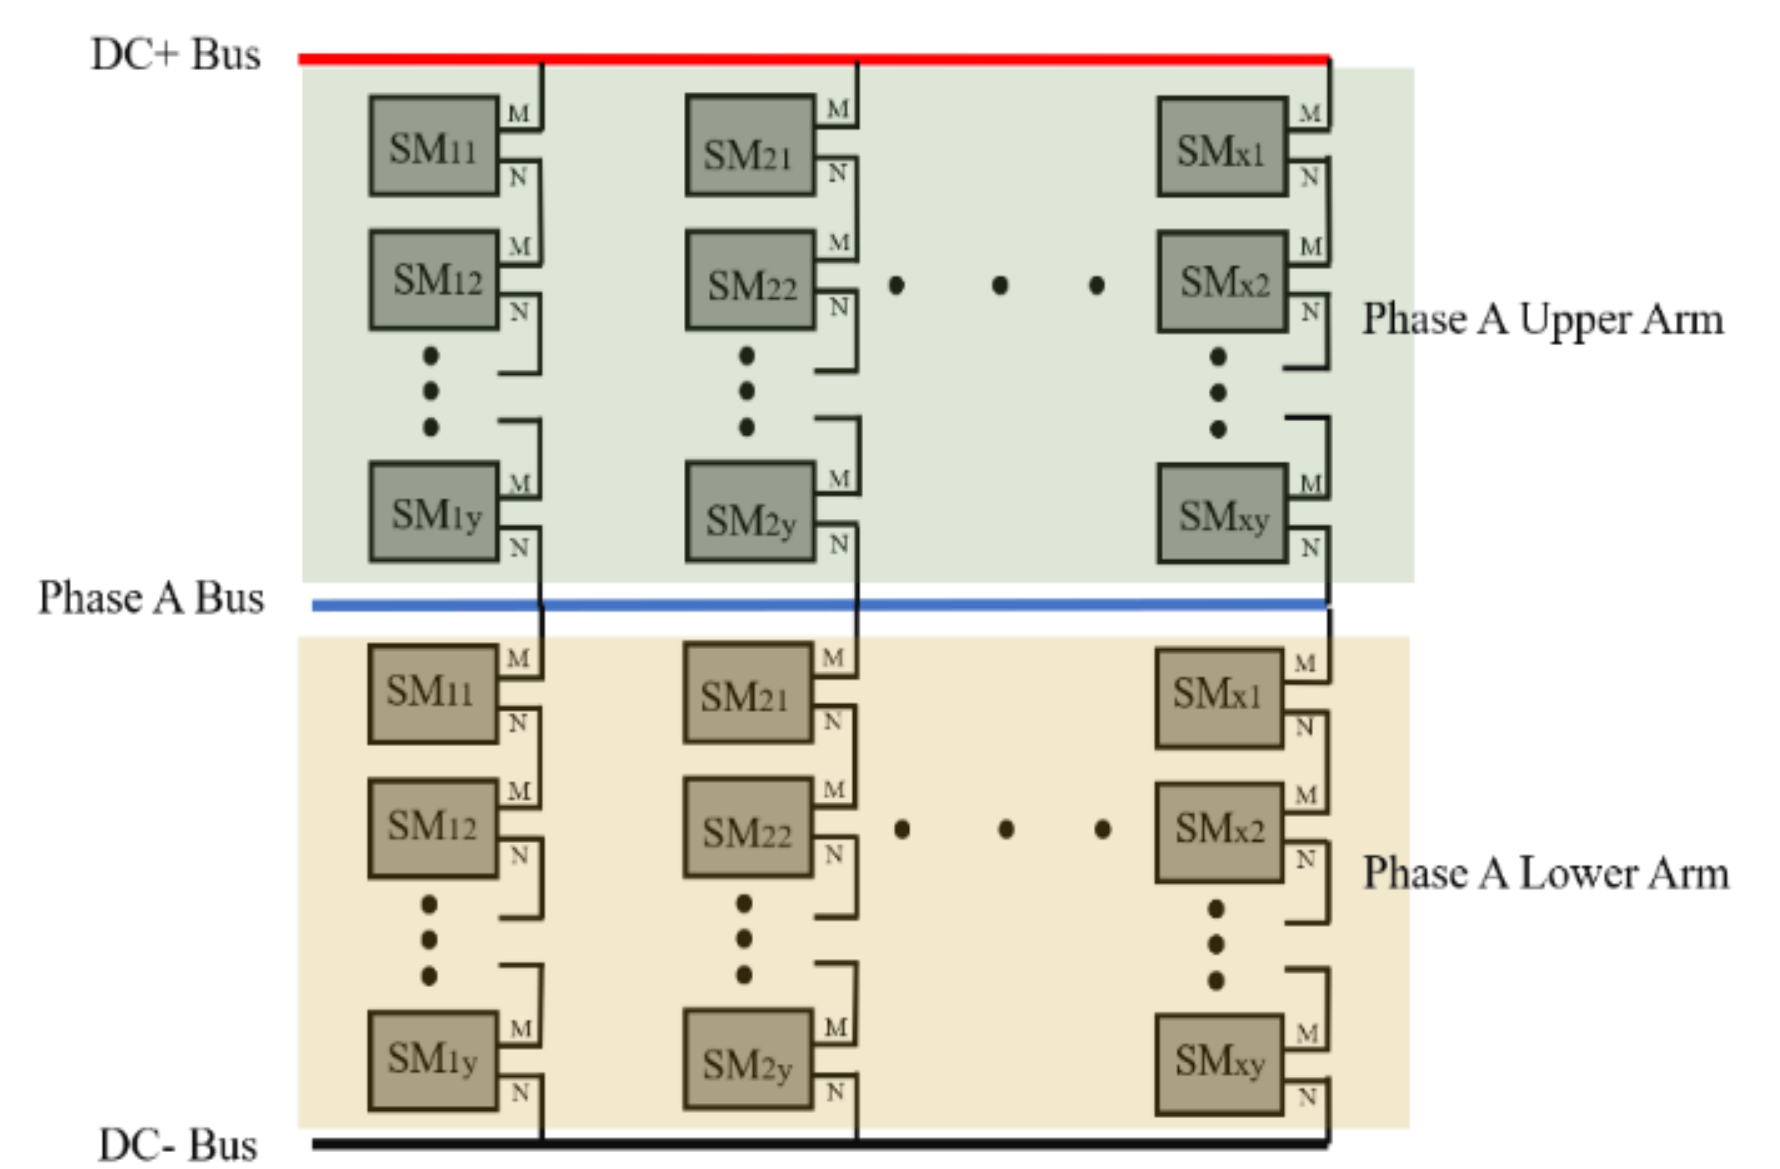 DC+ Bus
SM11 M N
SM21 M N
SMx1 M N
SM12 M N
SM22 M N
SMx2 M N
Phase A Upper Arm
SM1y M N
SM2y M N
SMxy M N
Phase A Bus
SM11 M N
SM21 M N
SMx1 M N
SM12 M N
SM22 M N
SMx2 M N
Phase A Lower Arm
SM1y M N
SM2y M N
SMxy M N
DC- Bus